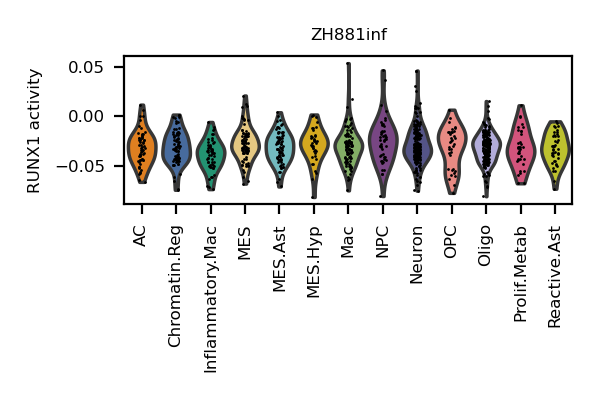 ZH881inf
RUNX1 activity
0.05
0.00
−0.05
AC
Chromatin.Reg
Inflammatory.Mac
MES
MES.Ast
MES.Hyp
Mac
NPC
Neuron
OPC
Oligo
Prolif.Metab
Reactive.Ast